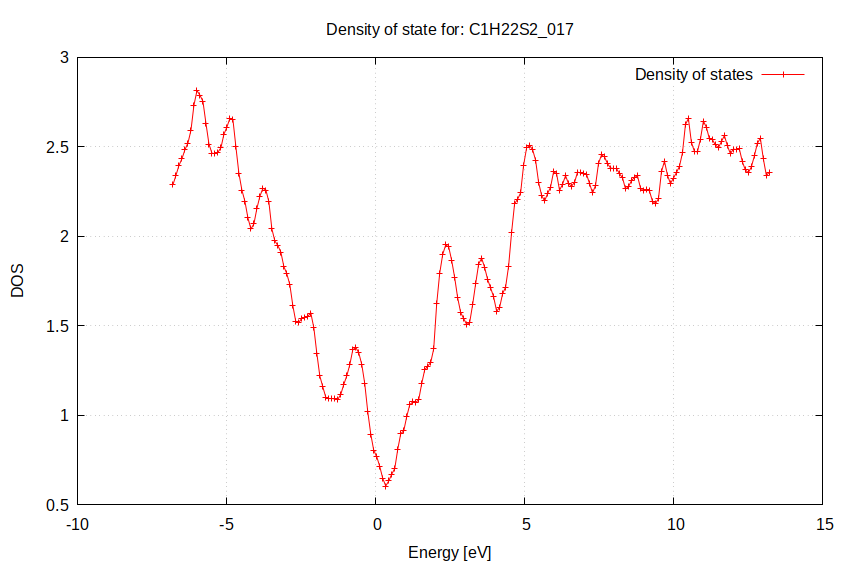 Density of state for: C1H22S2_017
Density of states
3
2.5
2
1.5
1
0.5
DOS
-10 -5 0 5 10 15
Energy [eV]